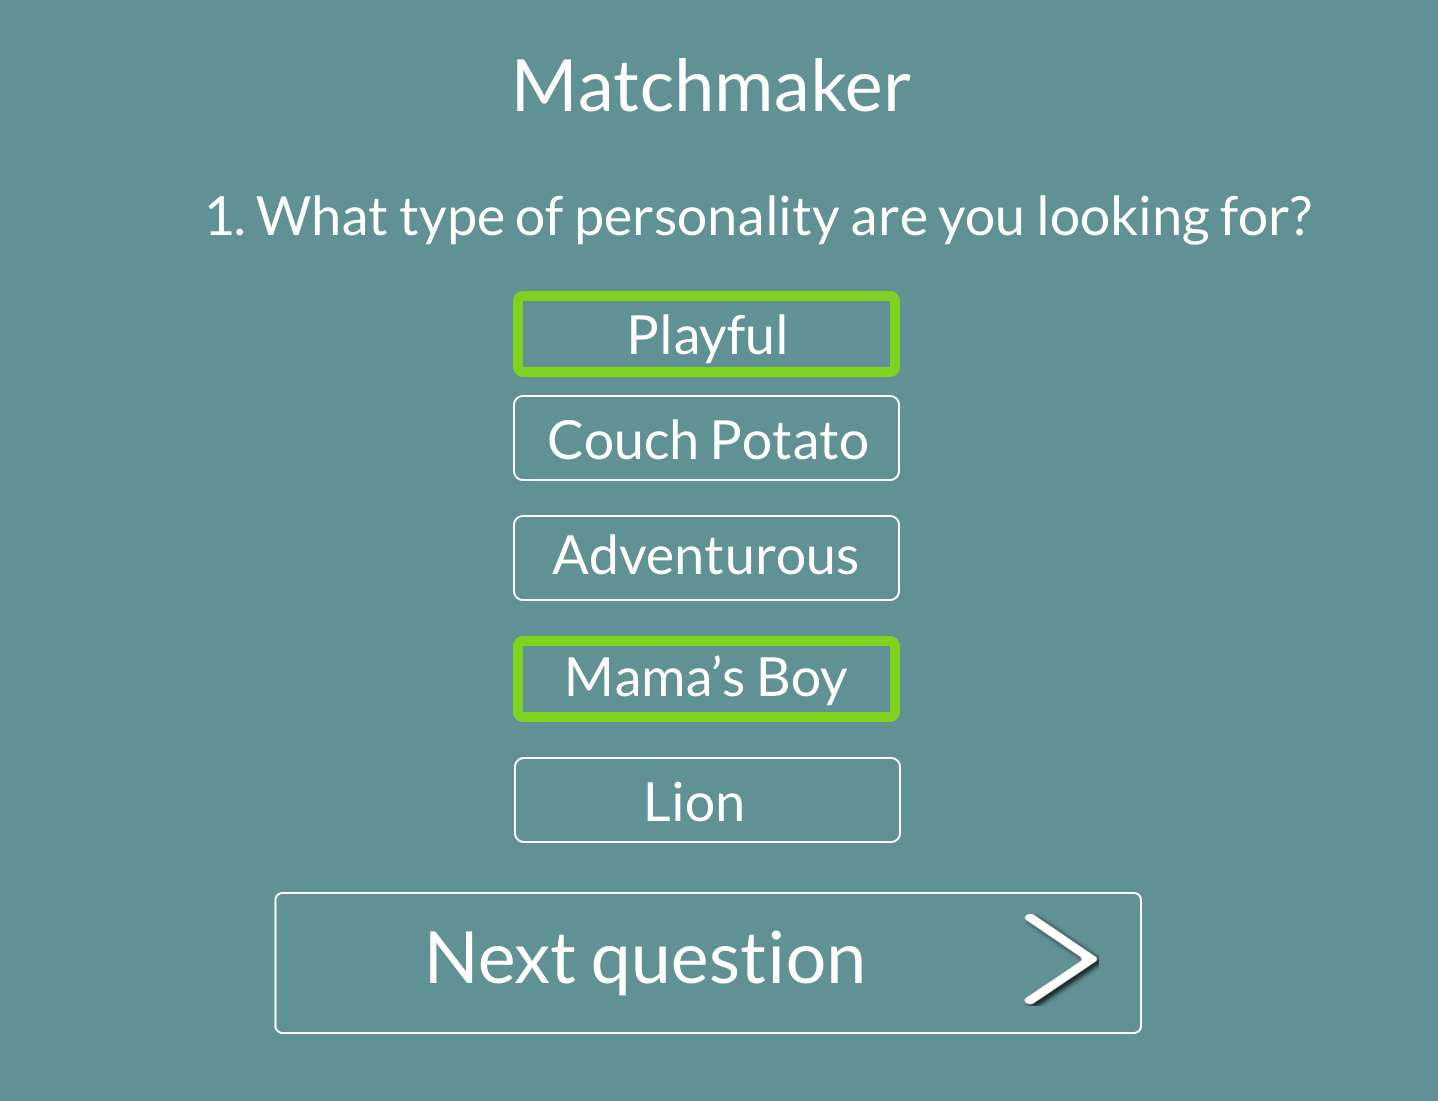 Matchmaker
1. What type of personality are you looking for?
Playful
Couch Potato
Adventurous
Mama’s Boy
Lion
Next question